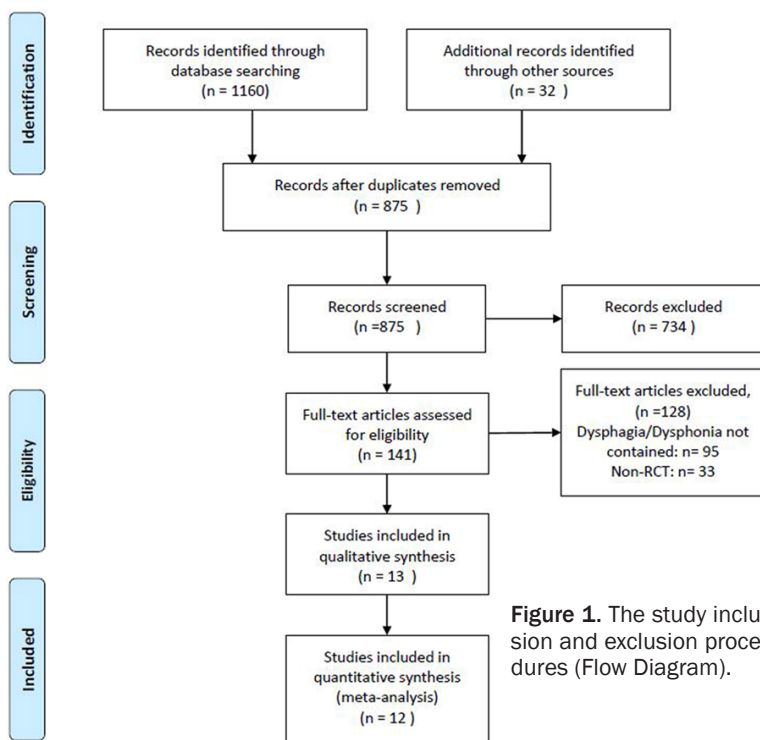 Identification
Records identified through
database searching
(n = 1160)
Additional records identified
through other sources
(n = 32 )
Records after duplicates removed
(n = 875 )
Screening
Records screened
(n =875 )
Records excluded
(n = 734 )
Eligibility
Full-text articles assessed
for eligibility
(n = 141)
Full-text articles excluded,
(n =128)
Dysphagia/Dysphonia not
contained: n= 95
Non-RCT: n= 33
Studies included in
qualitative synthesis
(n = 13 )
Included
Studies included in
quantitative synthesis
(meta-analysis)
(n = 12 )
Figure 1. The study inclu-
sion and exclusion proce-
dures (Flow Diagram).